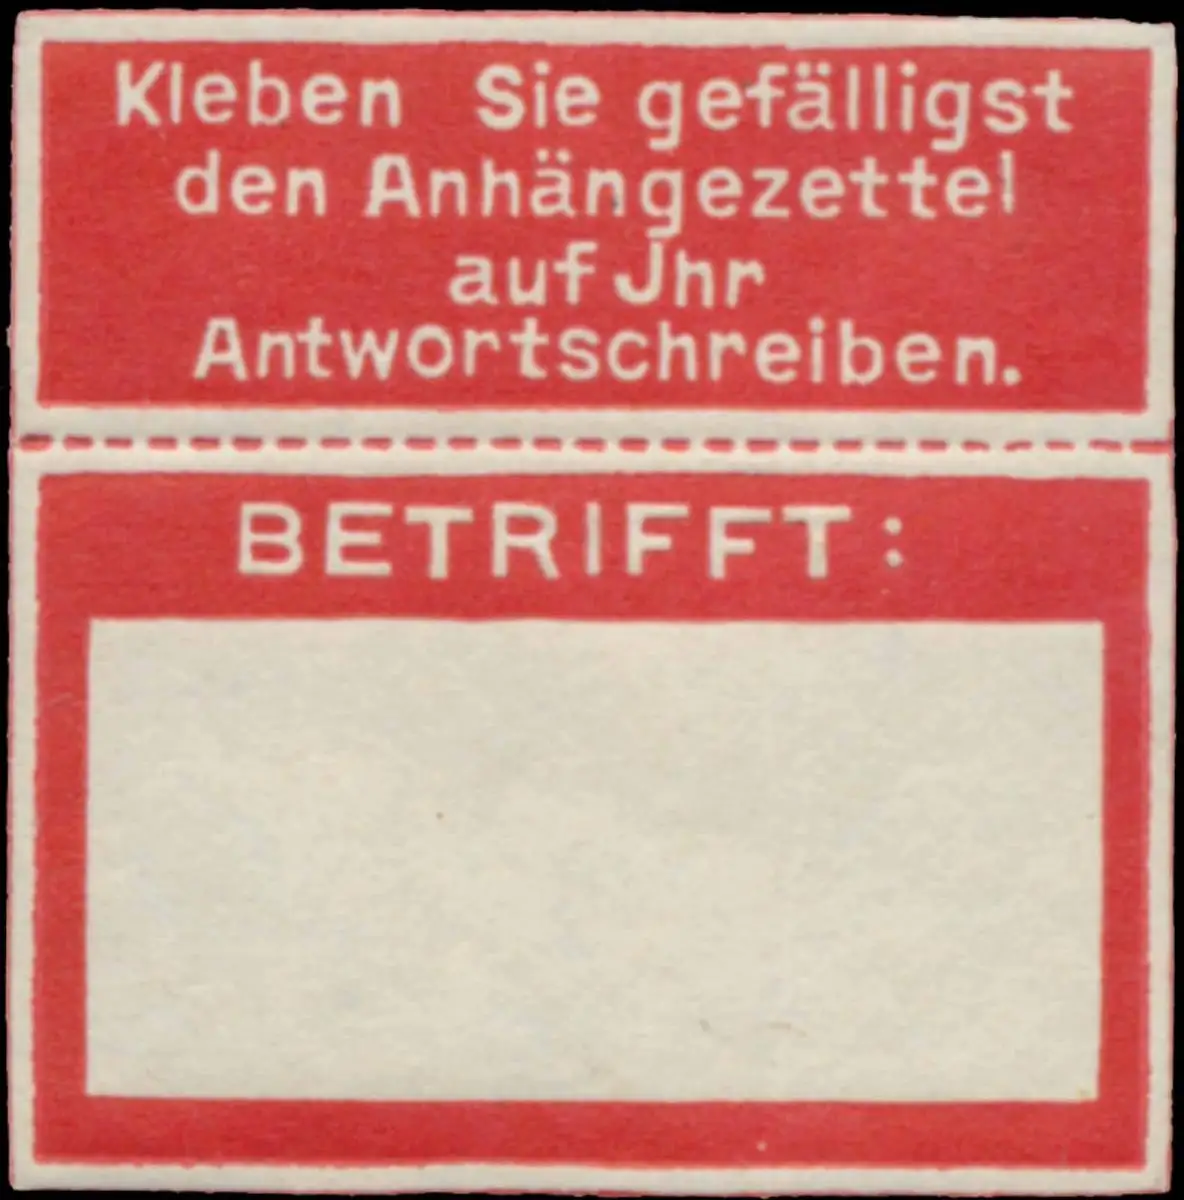 Kleben Sie gefälligst
den Anhängezettel
auf Jhr
Antwortschreiben.
BETRIFFT: